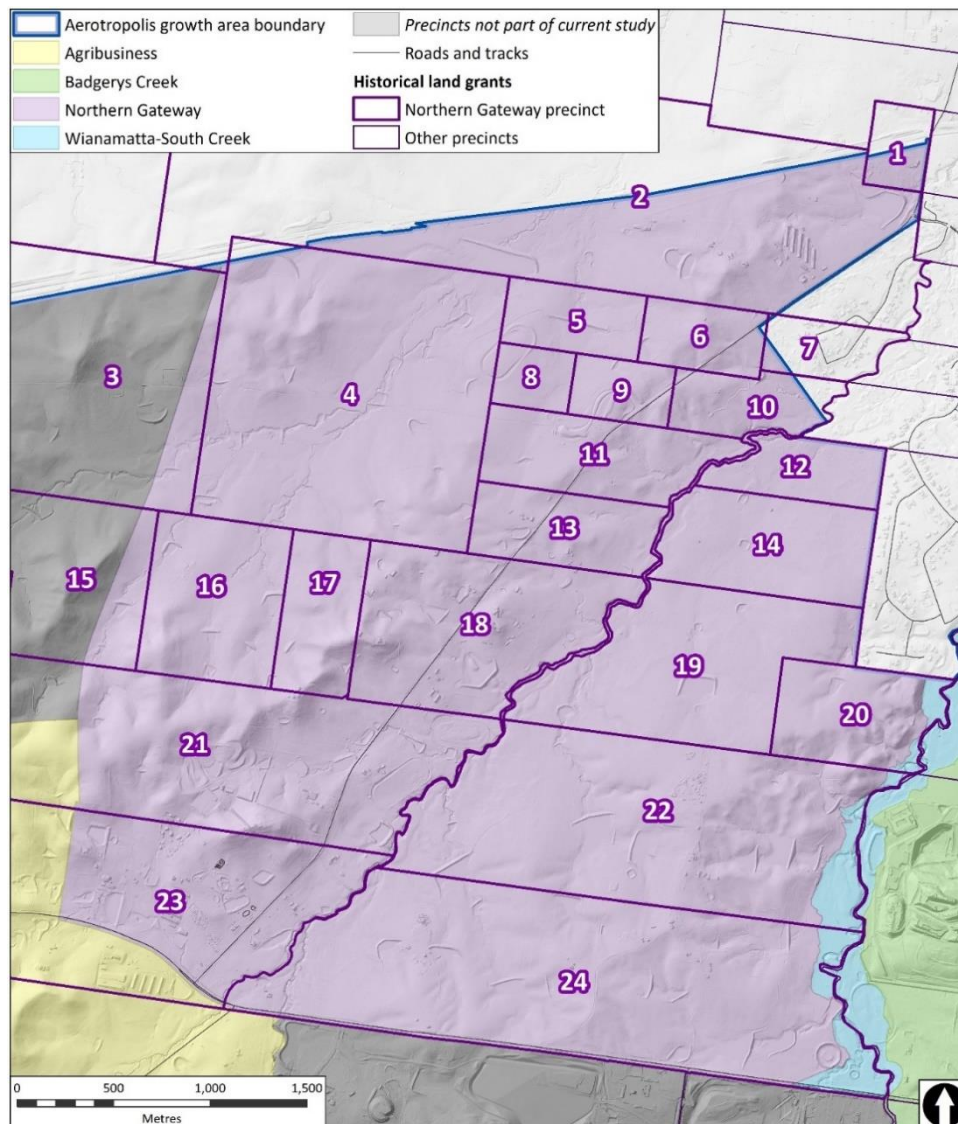 Aerotropolis growth area boundary
Agribusiness
Badgerys Creek
Northern Gateway
Wianamatta-South Creek
Precincts not part of current study
Roads and tracks
Historical land grants
Northern Gateway precinct
Other precincts
1
2
3
4
5
6
7
8
9
10
11
12
13
14
15
16
17
18
19
20
21
22
23
24
0 500 1,000 1,500
Metres